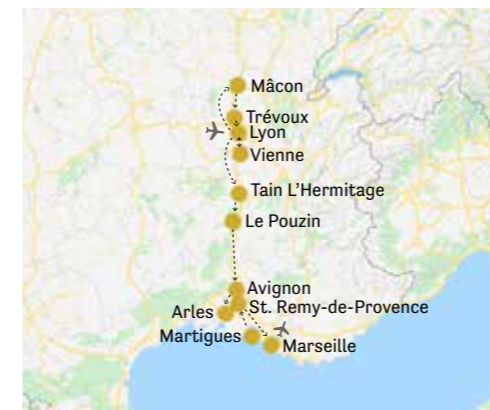 Mâcon
Trévoux
Lyon
Vienne
Tain L'Hermitage
Le Pouzin
Avignon
St. Remy-de-Provence
Arles
Martigues
Marseille